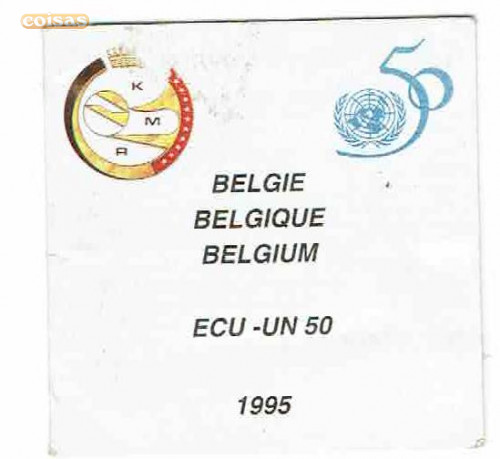 coisas
K
M
R
50
BELGIE
BELGIQUE
BELGIUM
ECU -UN 50
1995